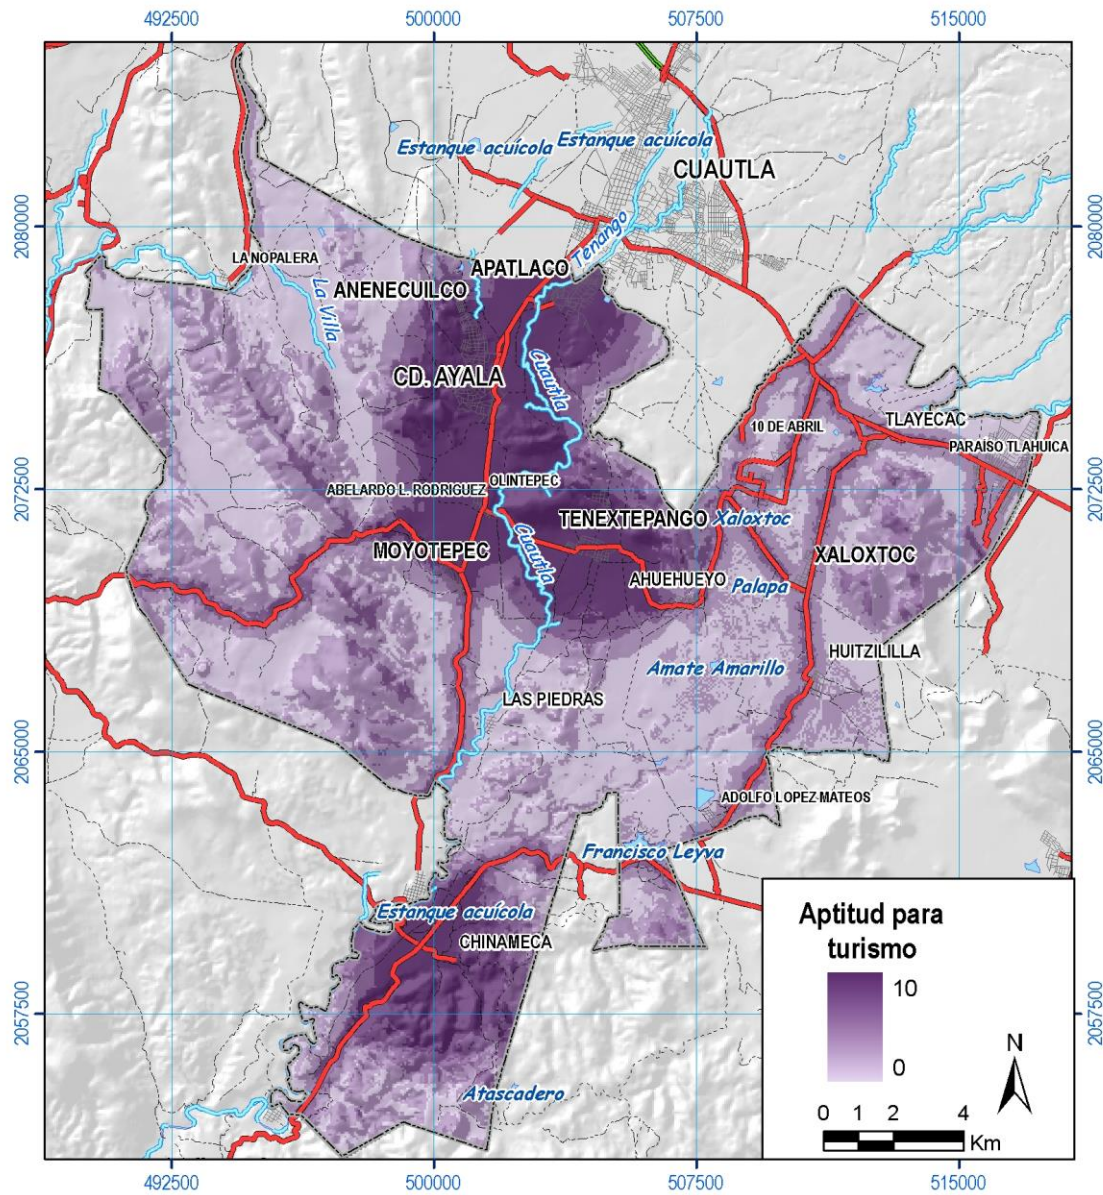 492500 500000 507500 515000
Estanque acuícola
Estanque acuícola
CUAUTLA
2080000
2080000
Tenango
LA NOPALERA
APATLACO
ANENECUILCO
La Villa
Cuautla
CD. AYALA
10 DE ABRIL
TLAYECAC
PARAÍSO TLAHUICA
2072500
2072500
ABELARDO L. RODRIGUEZ
OLINTEPEC
TENEXTEPANGO
Xaloxtoc
MOYOTEPEC
Cuautla
XALOXTOC
AHUEHUEYO
Palapa
HUITZILILLA
Amate Amarillo
LAS PIEDRAS
2065000
2065000
ADOLFO LOPEZ MATEOS
Francisco Leyva
Estanque acuícola
CHINAMECA
Aptitud para
turismo
10
0
2057500
2057500
N
Atascadero
0 1 2 4
Km
492500 500000 507500 515000